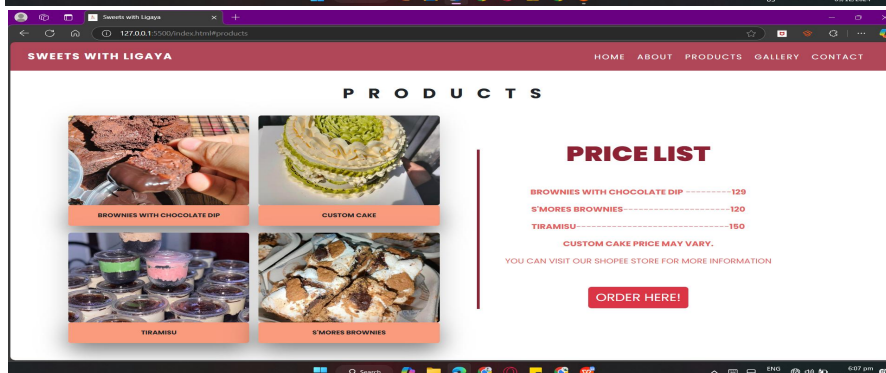 Sweets with Ligaya
127.0.0.1:5500/index.html#products
SWEETS WITH LIGAYA
HOME ABOUT PRODUCTS GALLERY CONTACT
PRODUCTS
BROWNIES WITH CHOCOLATE DIP
CUSTOM CAKE
TIRAMISU
S'MORES BROWNIES
PRICE LIST
BROWNIES WITH CHOCOLATE DIP ---------129
S'MORES BROWNIES---------------------120
TIRAMISU------------------------------150
CUSTOM CAKE PRICE MAY VARY.
YOU CAN VISIT OUR SHOPEE STORE FOR MORE INFORMATION
ORDER HERE!
Search
ENG
6:07 pm